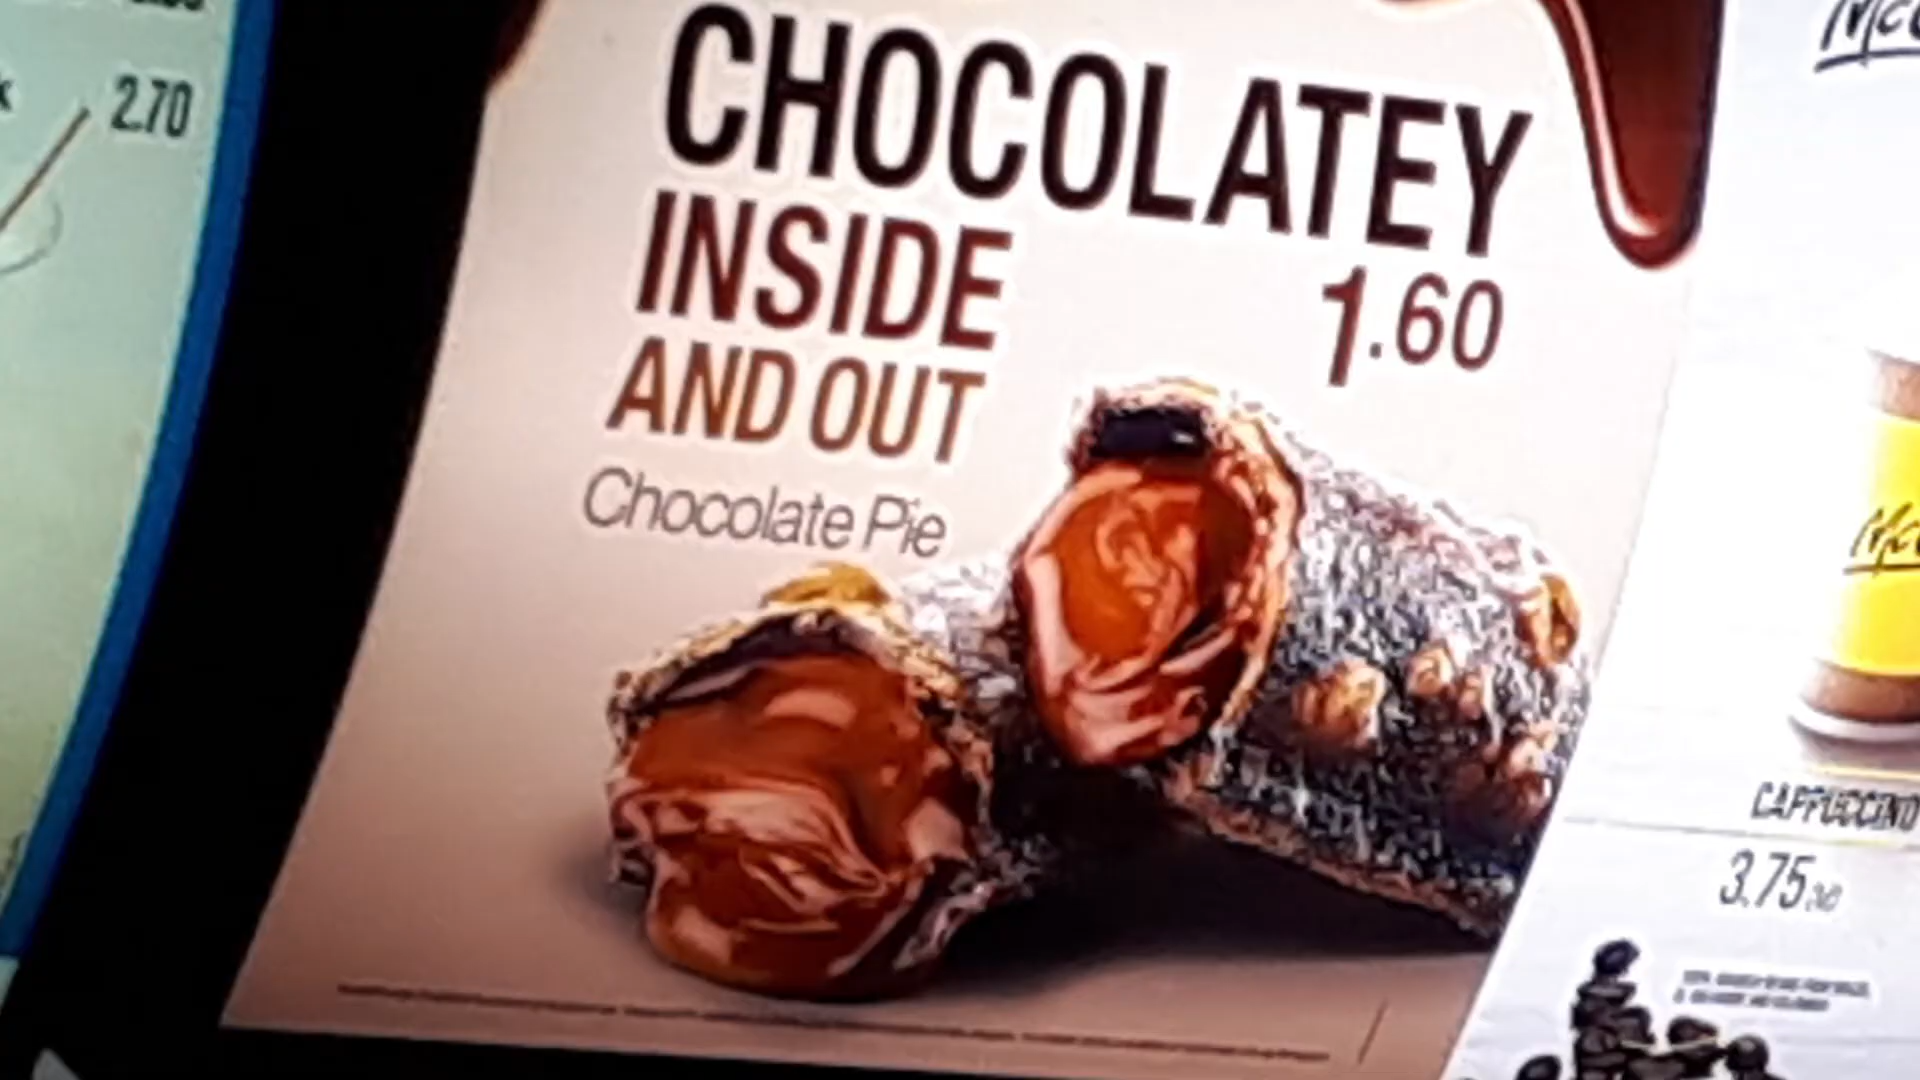 2.70
CHOCOLATEY
INSIDE
1.60
AND OUT
Chocolate Pie
CAPPUCCINO
3.75